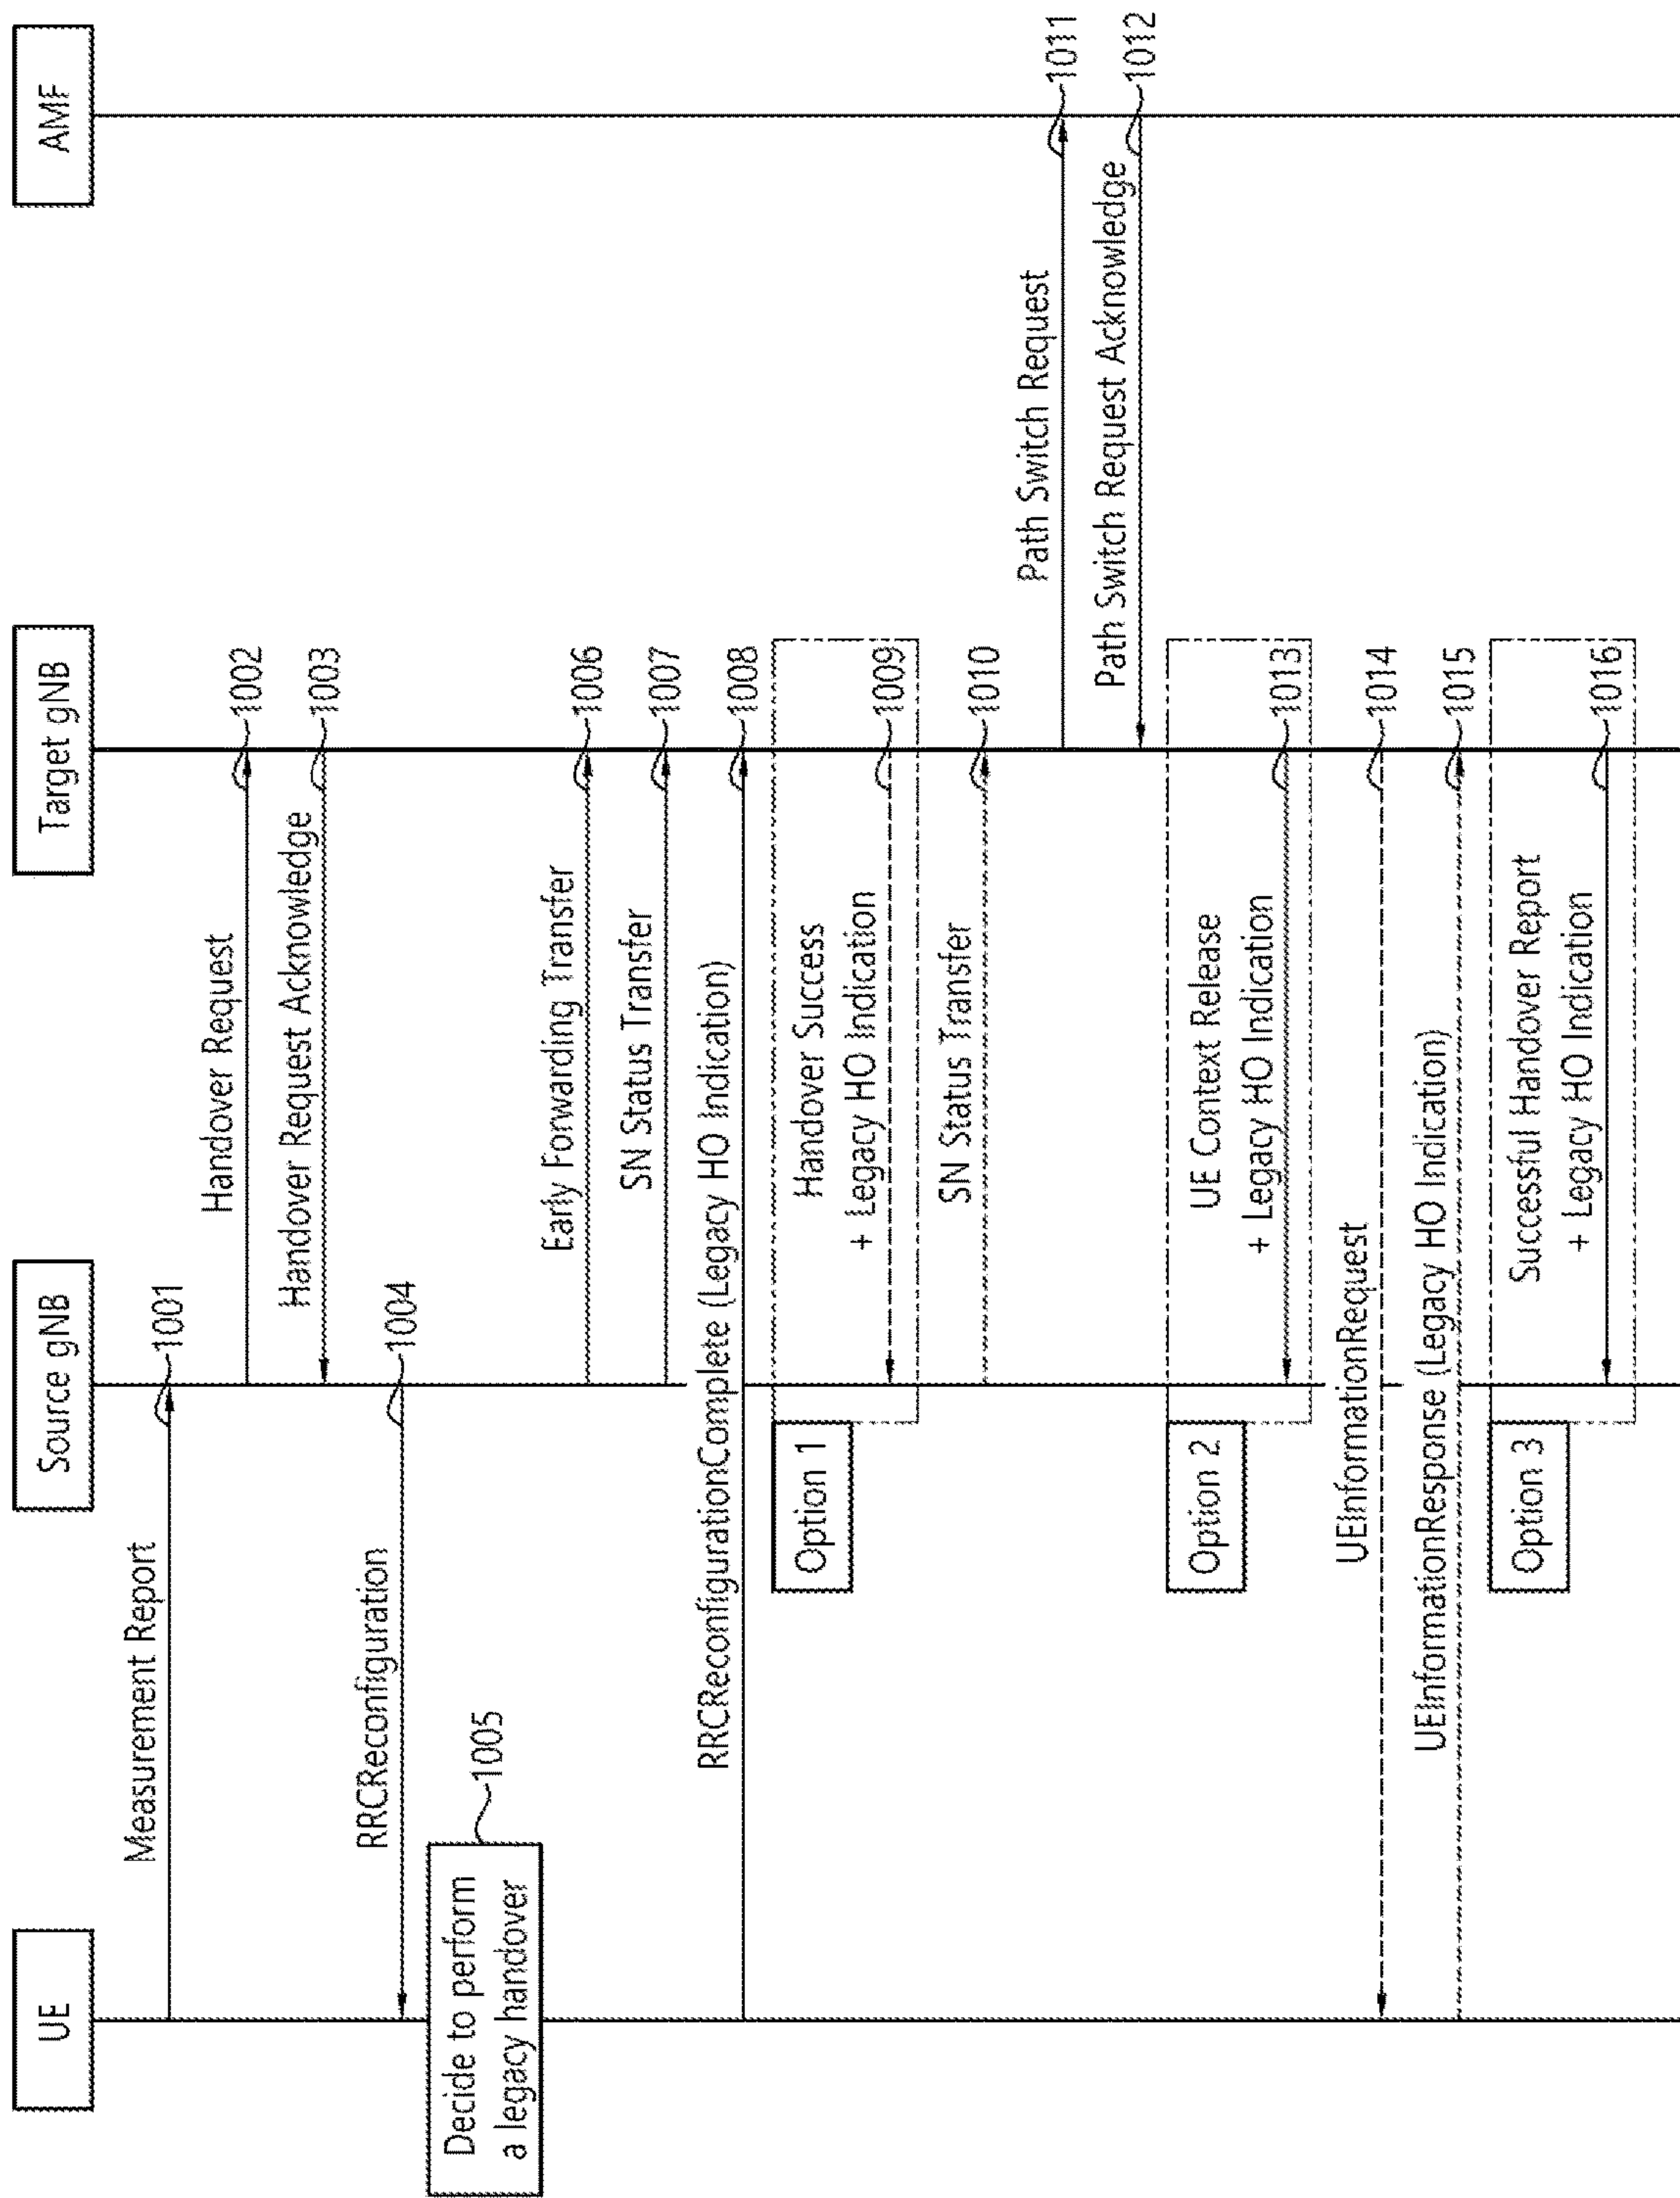 UE
Source gNB
Target gNB
AMF
Measurement Report
1001
Handover Request
1002
Handover Request Acknowledge
1003
RRCReconfiguration
1004
Decide to perform
a legacy handover
1005
Early Forwarding Transfer
1006
SN Status Transfer
1007
RRCReconfigurationComplete (Legacy HO Indication)
1008
Option 1
Handover Success
+ Legacy HO Indication
1009
SN Status Transfer
1010
Path Switch Request
1011
Path Switch Request Acknowledge
1012
Option 2
UE Context Release
+ Legacy HO Indication
1013
UEInformationRequest
1014
UEInformationResponse (Legacy HO Indication)
1015
Option 3
Successful Handover Report
+ Legacy HO Indication
1016